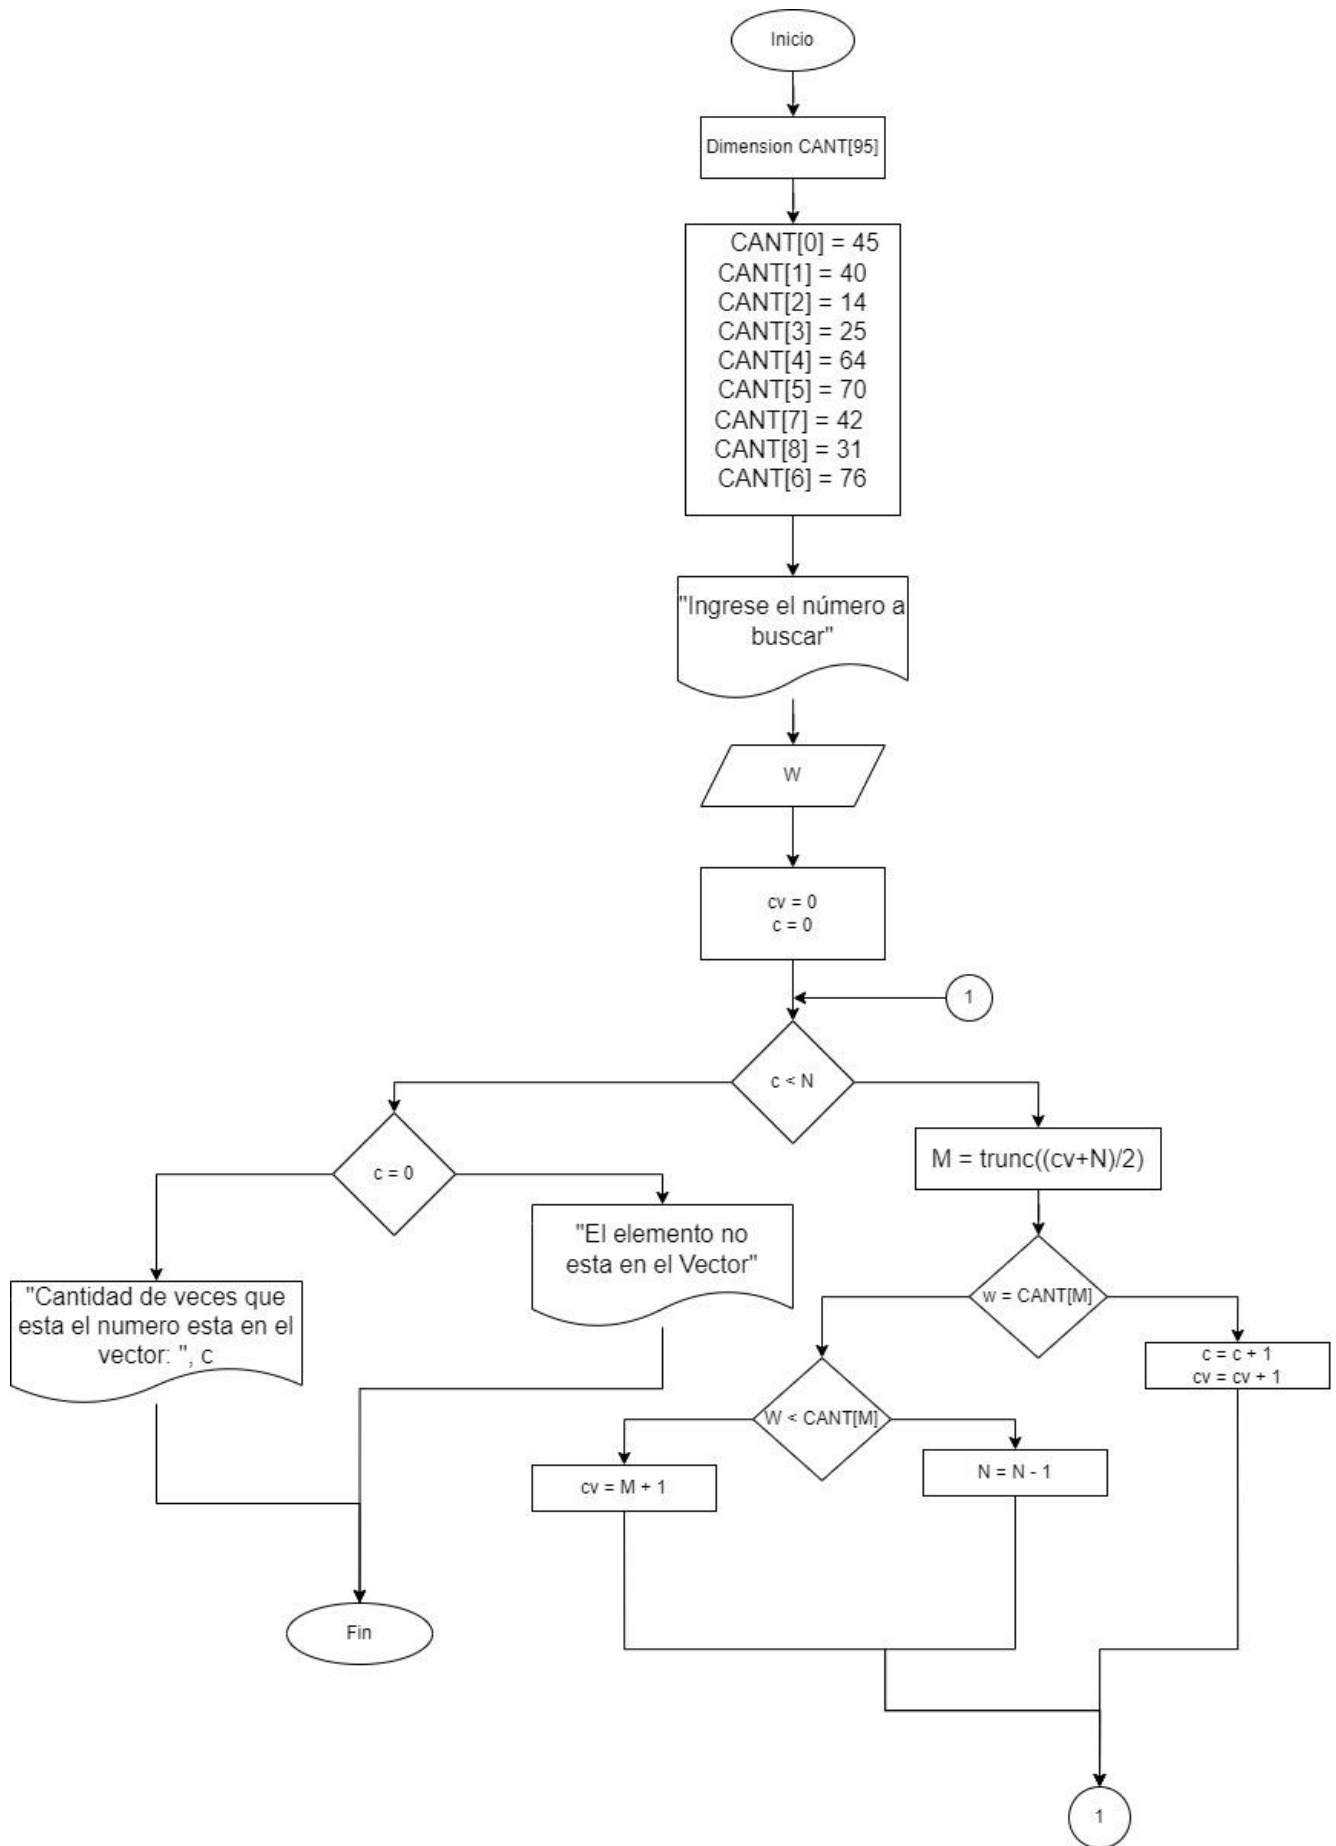 Inicio
Dimension CANT[95]
CANT[0] = 45
CANT[1] = 40
CANT[2] = 14
CANT[3] = 25
CANT[4] = 64
CANT[5] = 70
CANT[7] = 42
CANT[8] = 31
CANT[6] = 76
"Ingrese el número a
buscar"
W
cv = 0
c = 0
1
c < N
c = 0
M = trunc((cv+N)/2)
"El elemento no
esta en el Vector"
"Cantidad de veces que
esta el numero esta en el
vector: ", c
w = CANT[M]
c = c + 1
cv = cv + 1
W < CANT[M]
cv = M + 1
N = N - 1
Fin
1